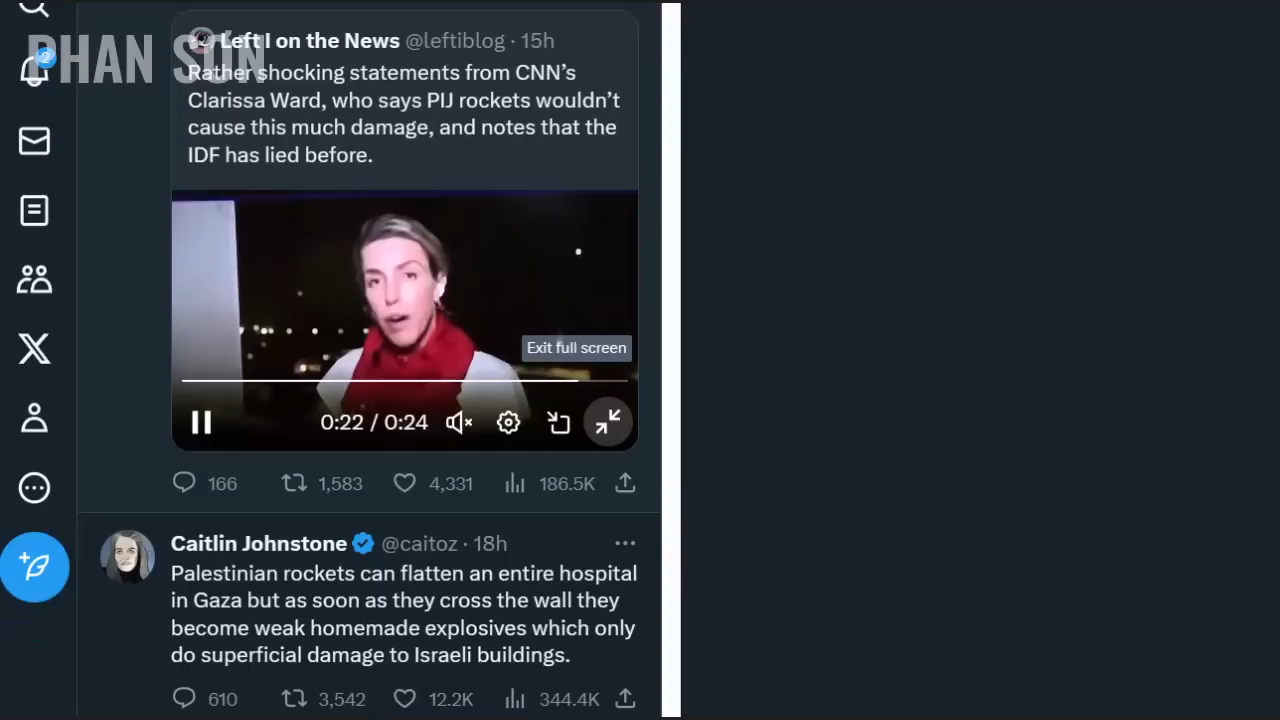 PHAN SƠN
2
Left I on the News @leftiblog · 15h
Rather shocking statements from CNN’s
Clarissa Ward, who says PIJ rockets wouldn’t
cause this much damage, and notes that the
IDF has lied before.
Exit full screen
0:22 / 0:24
166 1,583 4,331 186.5K
Caitlin Johnstone @caitoz · 18h
Palestinian rockets can flatten an entire hospital
in Gaza but as soon as they cross the wall they
become weak homemade explosives which only
do superficial damage to Israeli buildings.
610 3,542 12.2K 344.4K